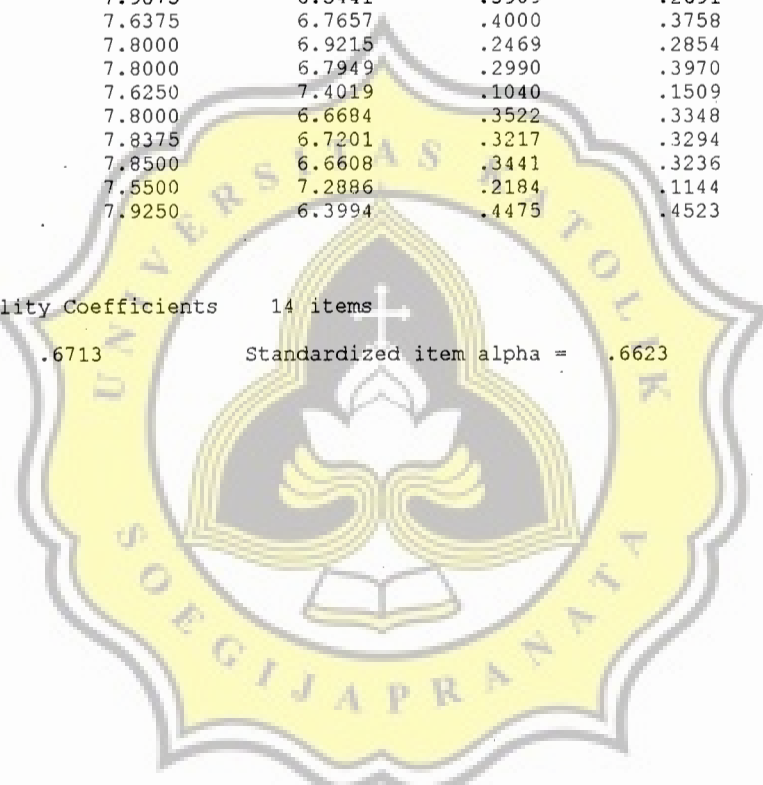 7.6375 6.7657 .4000 .3758
7.8000 6.9215 .2469 .2854
7.8000 6.7949 .2990 .3970
7.6250 7.4019 .1040 .1509
7.8000 6.6684 .3522 .3348
7.8375 6.7201 .3217 .3294
7.8500 6.6608 .3441 .3236
7.5500 7.2886 .2184 .1144
7.9250 6.3994 .4475 .4523
lity Coefficients 14 items
.6713 Standardized item alpha = .6623
UNIVERSITAS KATOLIK
SOEGIJAPRANATA